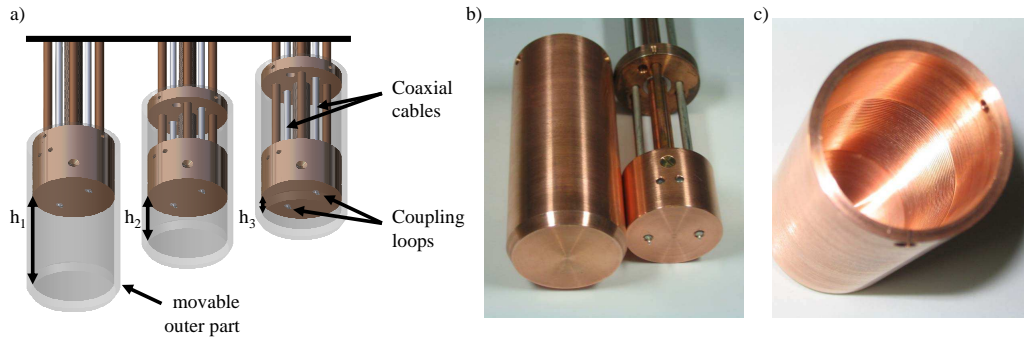 a)
b)
c)
Coaxial
cables
h1
h2
h3
Coupling
loops
movable
outer part